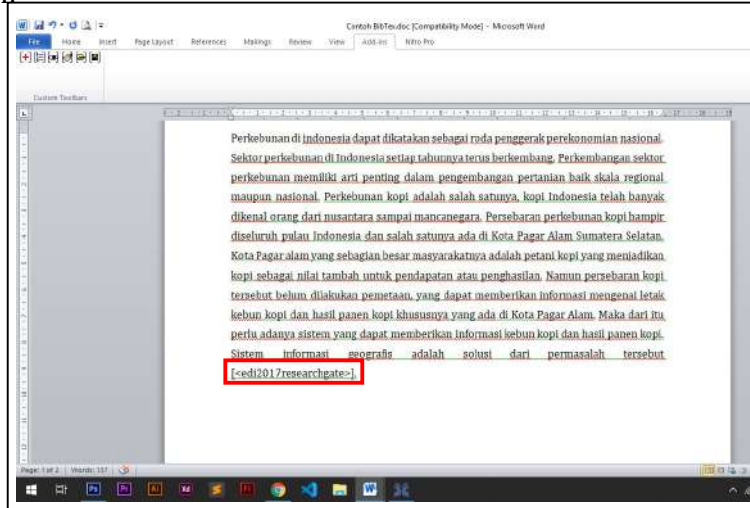 Contoh BibTex.doc [Compatibility Mode] - Microsoft Word
File Home Insert Page Layout References Mailings Review View Add-Ins Nitro Pro
Custom Toolbars
Perkebunan di indonesia dapat dikatakan sebagai roda penggerak perekonomian nasional.
Sektor perkebunan di Indonesia setiap tahunnya terus berkembang. Perkembangan sektor
perkebunan memiliki arti penting dalam pengembangan pertanian baik skala regional
maupun nasional. Perkebunan kopi adalah salah satunya, kopi Indonesia telah banyak
dikenal orang dari nusantara sampai mancanegara. Persebaran perkebunan kopi hampir
diseluruh pulau Indonesia dan salah satunya ada di Kota Pagar Alam Sumatera Selatan.
Kota Pagar alam yang sebagian besar masyarakatnya adalah petani kopi yang menjadikan
kopi sebagai nilai tambah untuk pendapatan atau penghasilan. Namun persebaran kopi
tersebut belum dilakukan pemetaan, yang dapat memberikan informasi mengenai letak
kebun kopi dan hasil panen kopi khususnya yang ada di Kota Pagar Alam. Maka dari itu
perlu adanya sistem yang dapat memberikan informasi kebun kopi dan hasil panen kopi.
Sistem informasi geografis adalah solusi dari permasalah tersebut
[<edi2017researchgate>].
Page: 1 of 2 Words: 137
Ps Pr Ai Xd Fl W